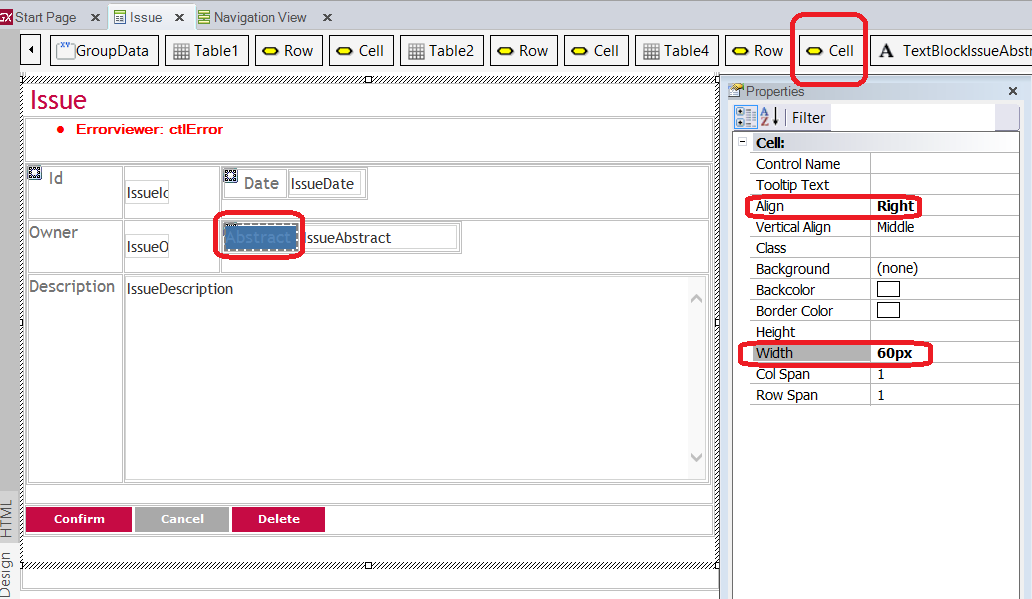 GX Start Page × Issue × Navigation View ×
GroupData Table1 Row Cell Table2 Row Cell Table4 Row Cell A TextBlockIssueAbstr
Issue
Errorviewer: ctlError
Id IssueId Date IssueDate
Owner IssueO Abstract IssueAbstract
Description IssueDescription
Confirm Cancel Delete
HTML
Design
Properties ×
Filter
Cell:
Control Name
Tooltip Text
Align Right
Vertical Align Middle
Class
Background (none)
Backcolor
Border Color
Height
Width 60px
Col Span 1
Row Span 1